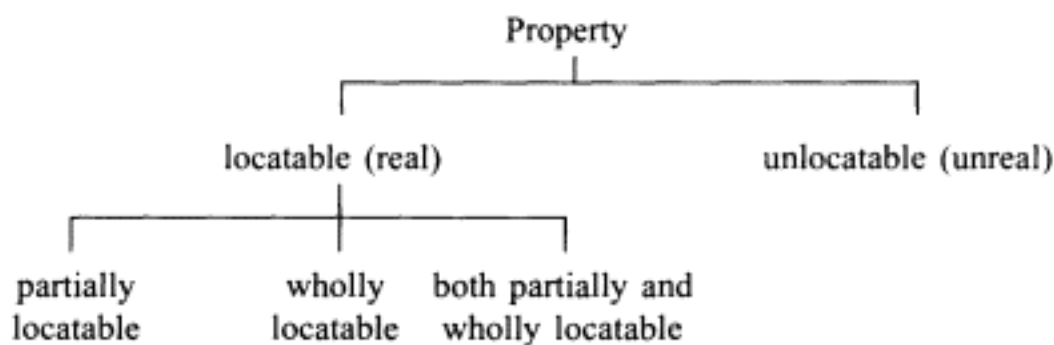 Property
locatable (real) unlocatable (unreal)
partially wholly both partially and
locatable locatable wholly locatable